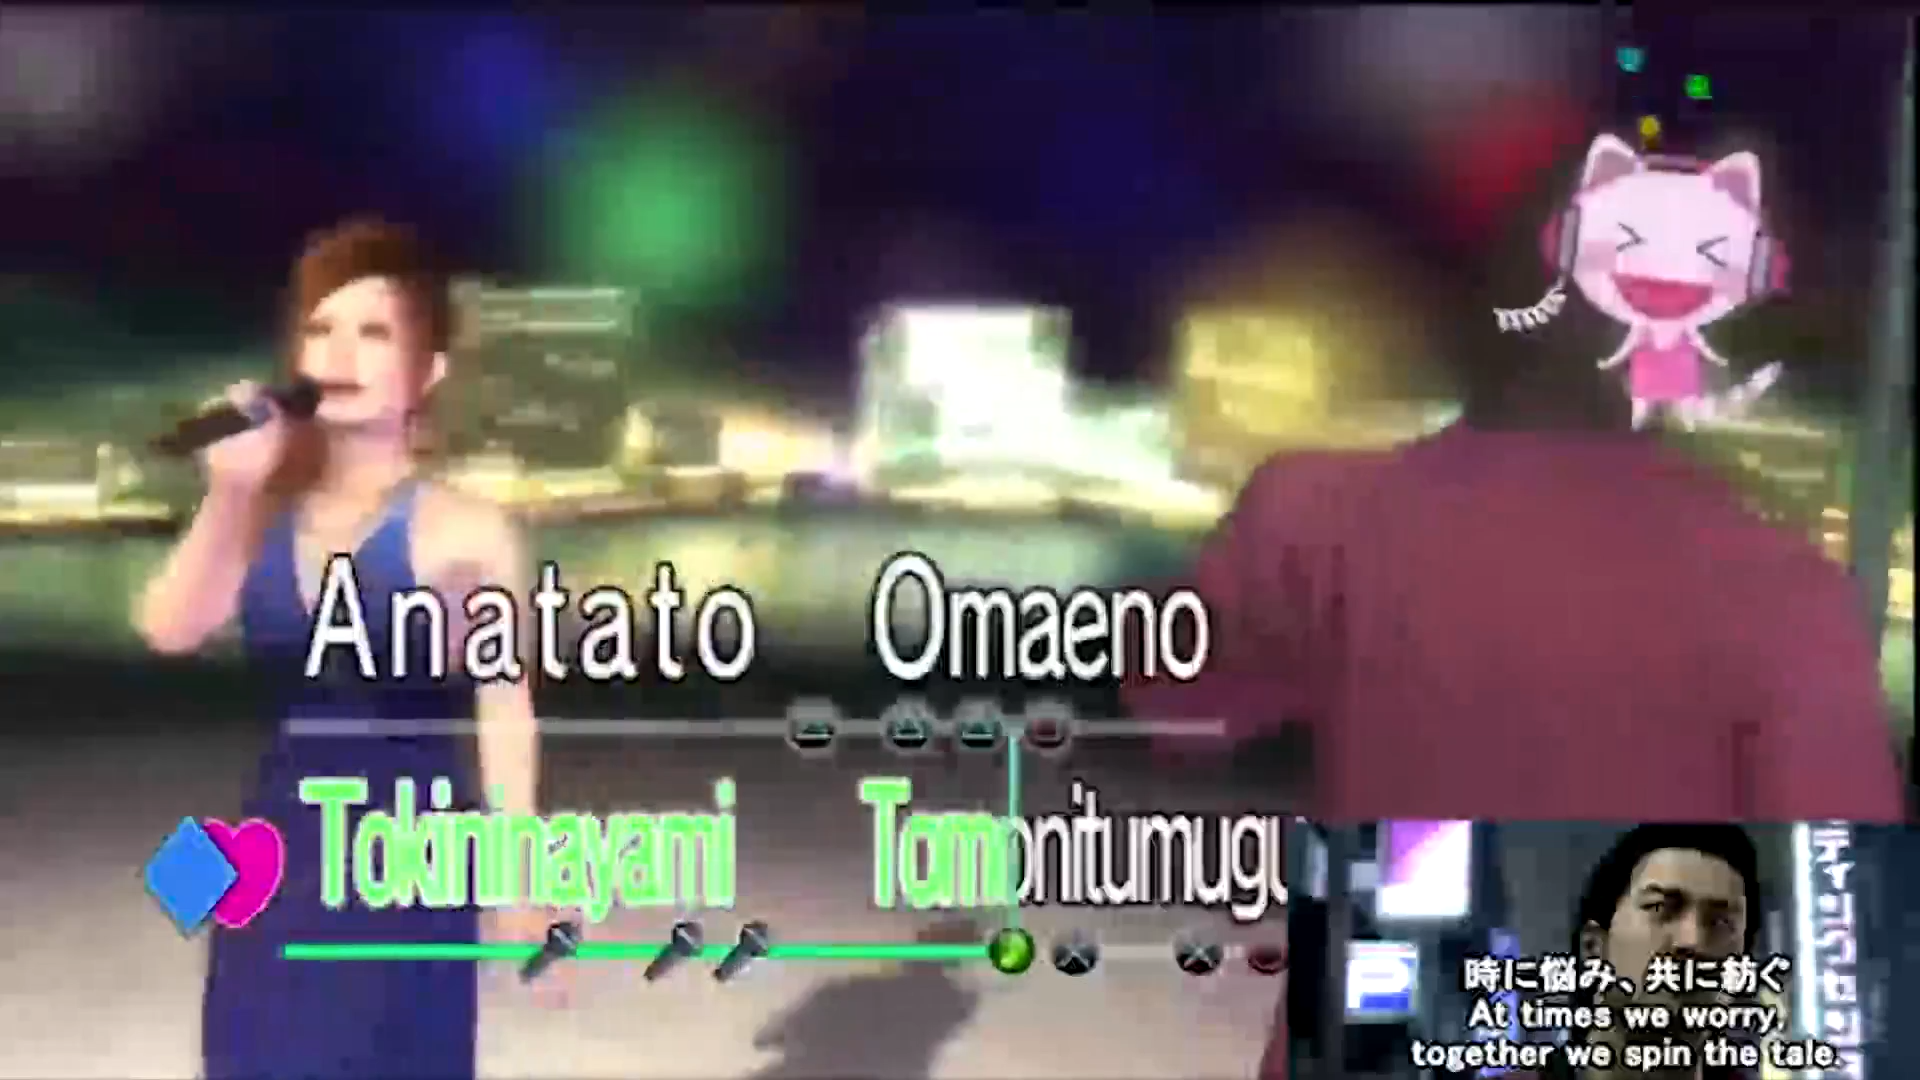 Anatato Omaeno
Tokininayami Tomonitumugu
時に悩み、共に紡ぐ
At times we worry,
together we spin the tale.